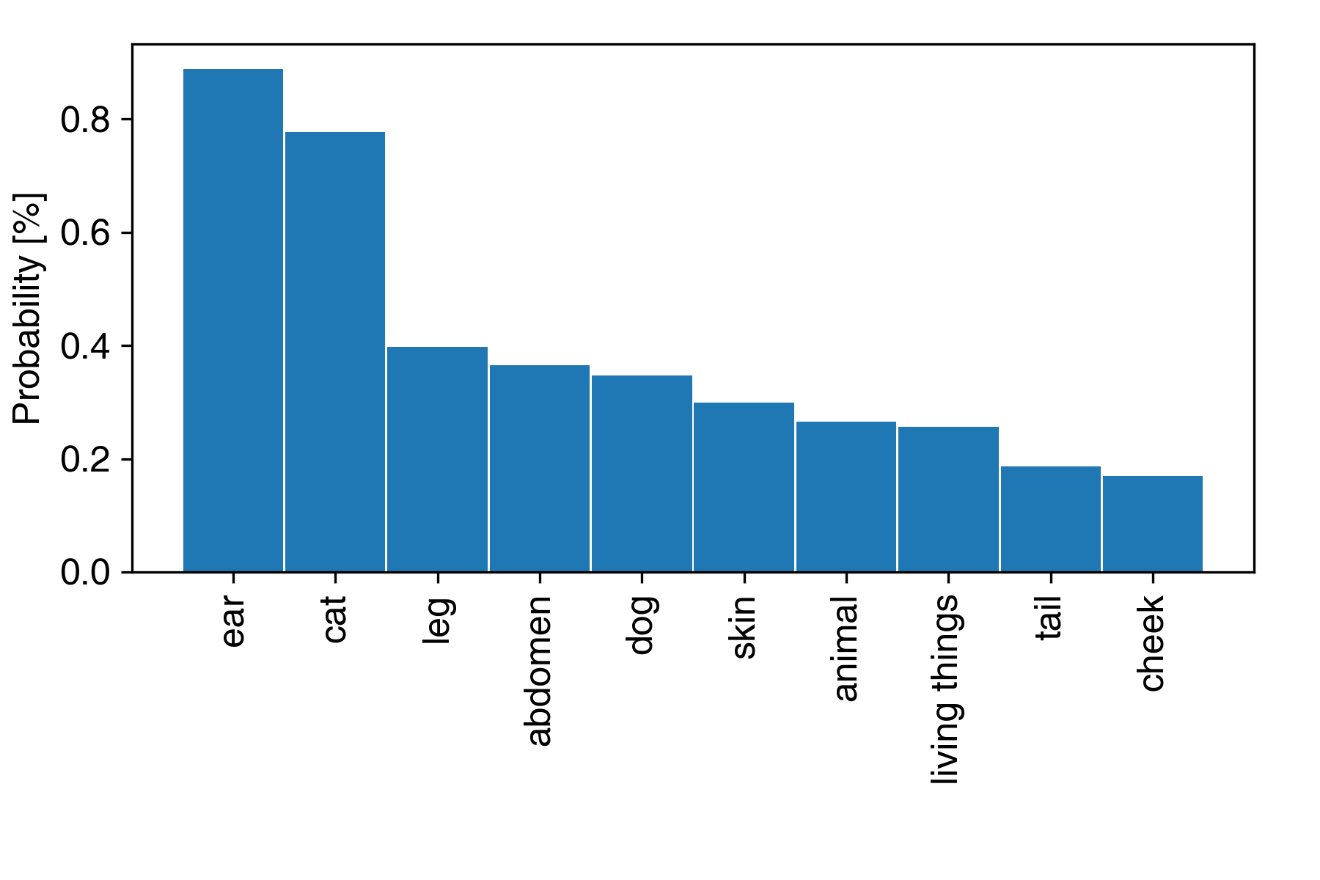 Probability [%]
0.8
0.6
0.4
0.2
0.0
ear
cat
leg
abdomen
dog
skin
animal
living things
tail
cheek